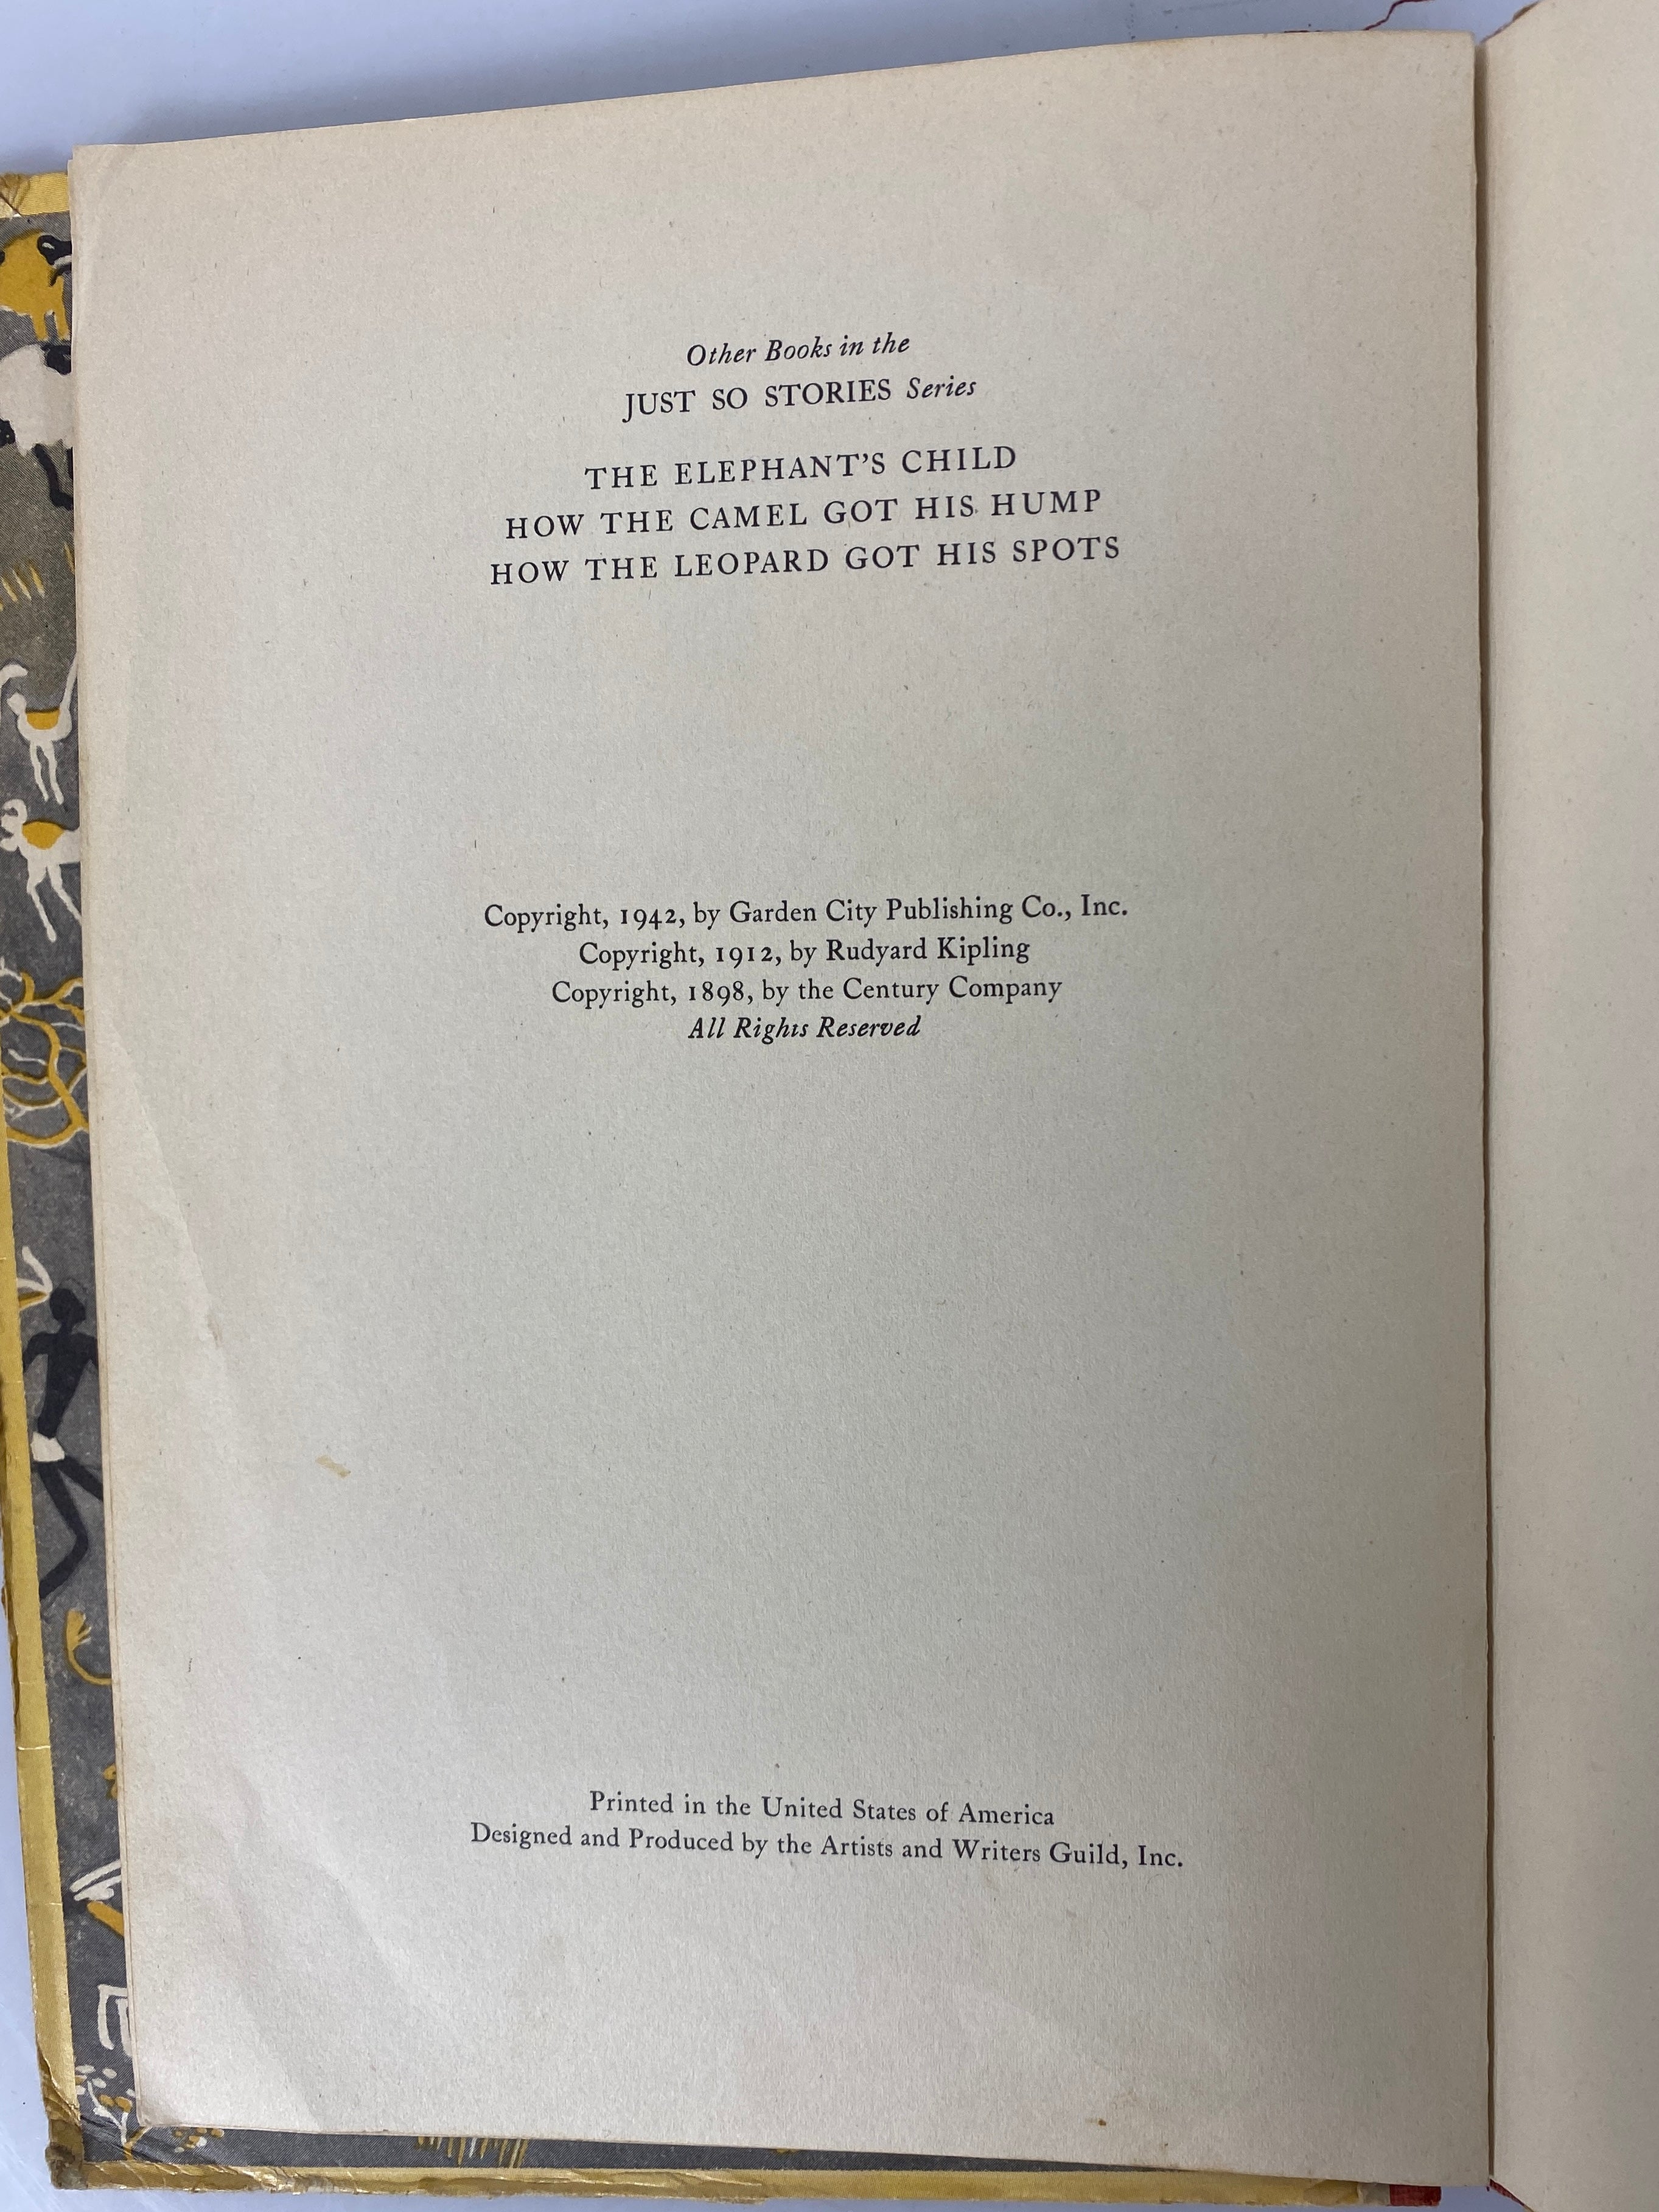 Other Books in the
JUST SO STORIES Series
THE ELEPHANT'S CHILD
HOW THE CAMEL GOT HIS HUMP
HOW THE LEOPARD GOT HIS SPOTS
Copyright, 1942, by Garden City Publishing Co., Inc.
Copyright, 1912, by Rudyard Kipling
Copyright, 1898, by the Century Company
All Rights Reserved
Printed in the United States of America
Designed and Produced by the Artists and Writers Guild, Inc.